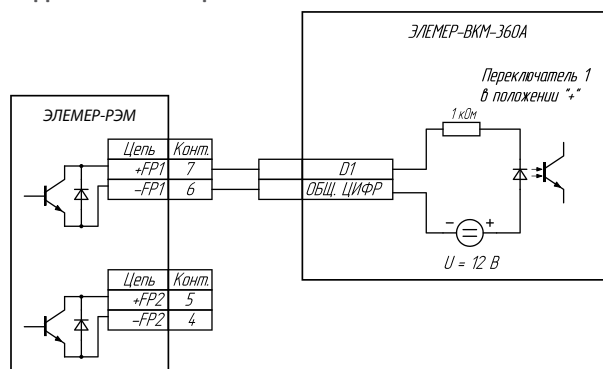 ЭЛЕМЕР-ВКМ-360А
Переключатель 1
в положении "+"
1 кОм
ЭЛЕМЕР-РЭМ
Цепь Конт.
+FP1 7
-FP1 6
D1
ОБЩ. ЦИФР
- +
U = 12 В
Цепь Конт.
+FP2 5
-FP2 4